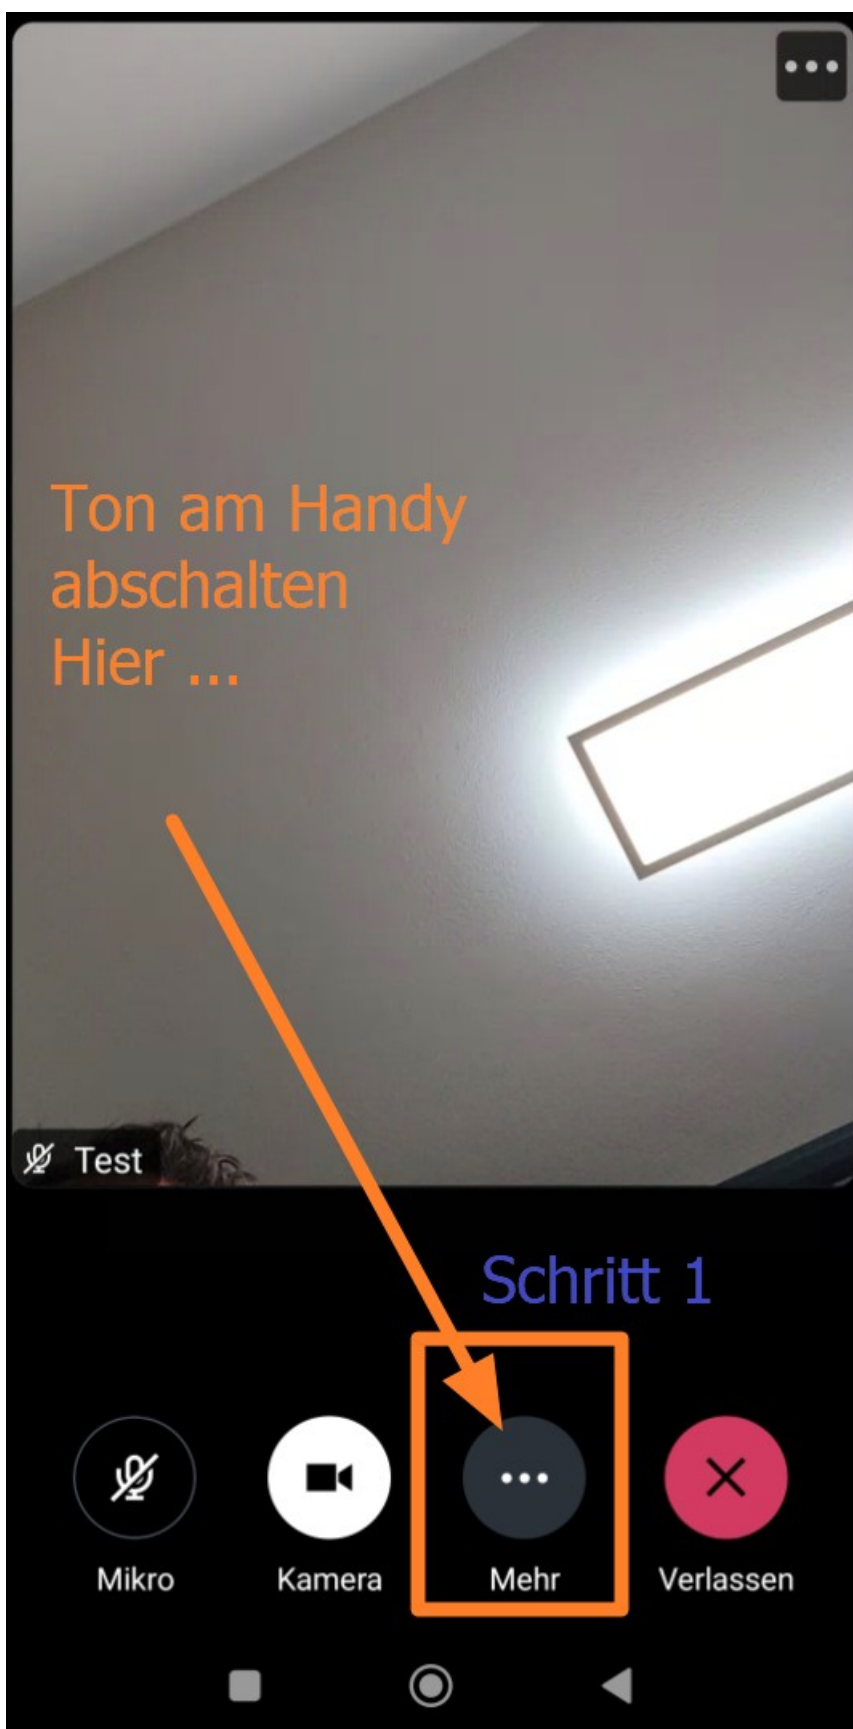 Ton am Handy
abschalten
Hier ...
Test
Schritt 1
Mikro
Kamera
Mehr
Verlassen